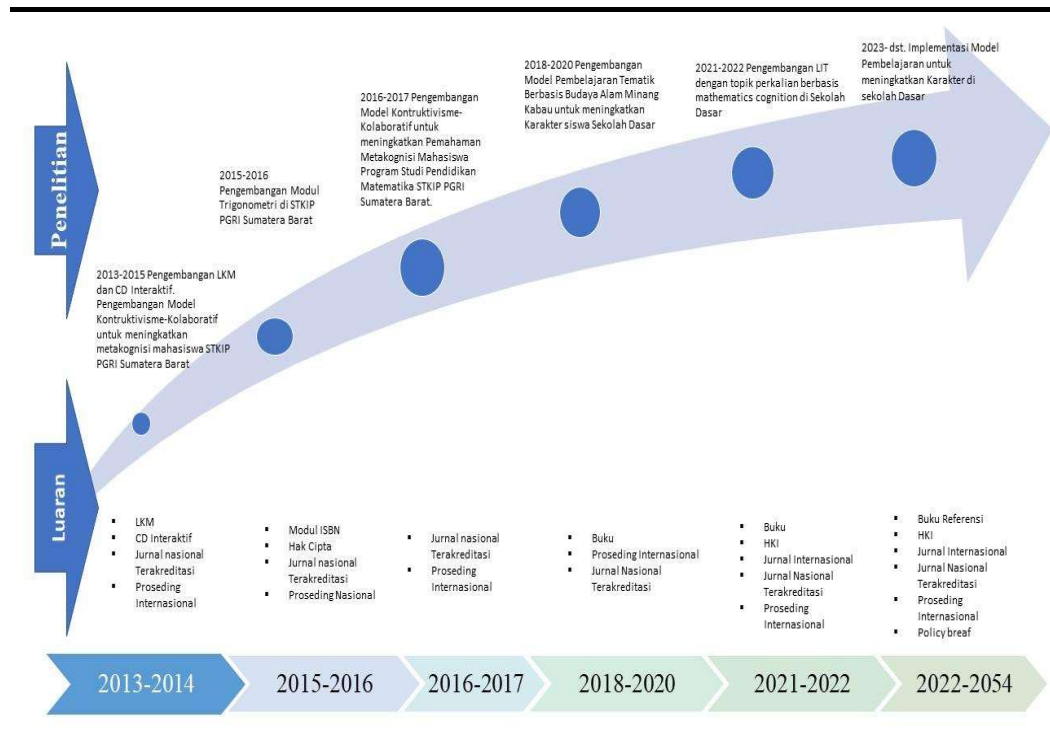 Penelitian
2013-2015 Pengembangan LKM
dan CD Interaktif.
Pengembangan Model
Kontruktivisme-Kolaboratif
untuk meningkatkan
metakognisi mahasiswa STKIP
PGRI Sumatera Barat
2015-2016
Pengembangan Modul
Trigonometri di STKIP
PGRI Sumatera Barat
2016-2017 Pengembangan
Model Kontruktivisme-
Kolaboratif untuk
meningkatkan Pemahaman
Metakognisi Mahasiswa
Program Studi Pendidikan
Matematika STKIP PGRI
Sumatera Barat.
2018-2020 Pengembangan
Model Pembelajaran Tematik
Berbasis Budaya Alam Minang
Kabau untuk meningkatkan
Karakter siswa Sekolah Dasar
2021-2022 Pengembangan LIT
dengan topik perkalian berbasis
mathematics cognition di Sekolah
Dasar
2023- dst. Implementasi Model
Pembelajaran untuk
meningkatkan Karakter di
sekolah Dasar
Luaran
▪ LKM
▪ CD Interaktif
▪ Jurnal nasional
Terakreditasi
▪ Proseding
Internasional
▪ Modul ISBN
▪ Hak Cipta
▪ Jurnal nasional
Terakreditasi
▪ Proseding Nasional
▪ Jurnal nasional
Terakreditasi
▪ Proseding
Internasional
▪ Buku
▪ Proseding Internasional
▪ Jurnal Nasional
Terakreditasi
▪ Buku
▪ HKI
▪ Jurnal Internasional
▪ Jurnal Nasional
Terakreditasi
▪ Proseding
Internasional
▪ Buku Referensi
▪ HKI
▪ Jurnal Internasional
▪ Jurnal Nasional
Terakreditasi
▪ Proseding
Internasional
▪ Policy breaf
2013-2014
2015-2016
2016-2017
2018-2020
2021-2022
2022-2054